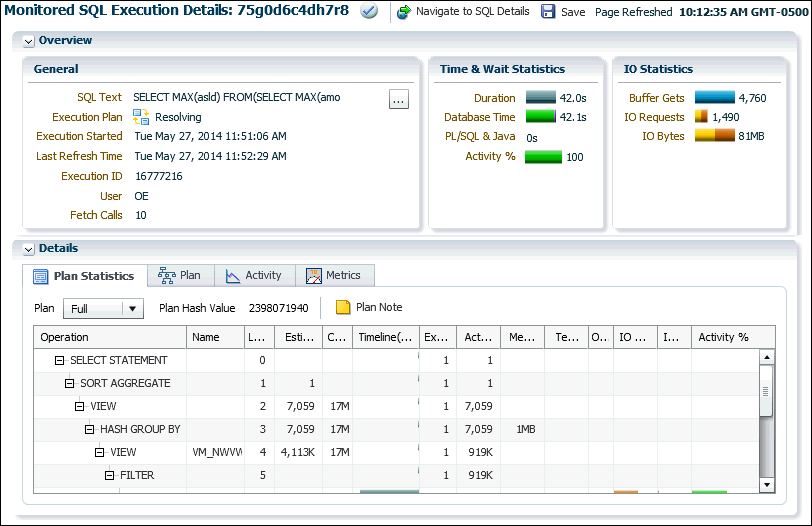 Monitored SQL Execution Details: 75g0d6c4dh7r8 Navigate to SQL Details Save Page Refreshed 10:12:35 AM GMT-0500
Overview
General
SQL Text SELECT MAX(asld) FROM(SELECT MAX(amo ...
Execution Plan Resolving
Execution Started Tue May 27, 2014 11:51:06 AM
Last Refresh Time Tue May 27, 2014 11:52:29 AM
Execution ID 16777216
User OE
Fetch Calls 10
Time & Wait Statistics
Duration 42.0s
Database Time 42.1s
PL/SQL & Java 0s
Activity % 100
IO Statistics
Buffer Gets 4,760
IO Requests 1,490
IO Bytes 81MB
Details
Plan Statistics Plan Activity Metrics
Plan Full Plan Hash Value 2398071940 Plan Note
Operation Name L... Esti... C... Timeline(... Ex... Act... Me... Te... O... IO ... I... Activity %
SELECT STATEMENT 0 1 1
SORT AGGREGATE 1 1 1 1
VIEW 2 7,059 17M 1 7,059
HASH GROUP BY 3 7,059 17M 1 7,059 1MB
VIEW VM_NWVW 4 4,113K 17M 1 919K
FILTER 5 1 919K